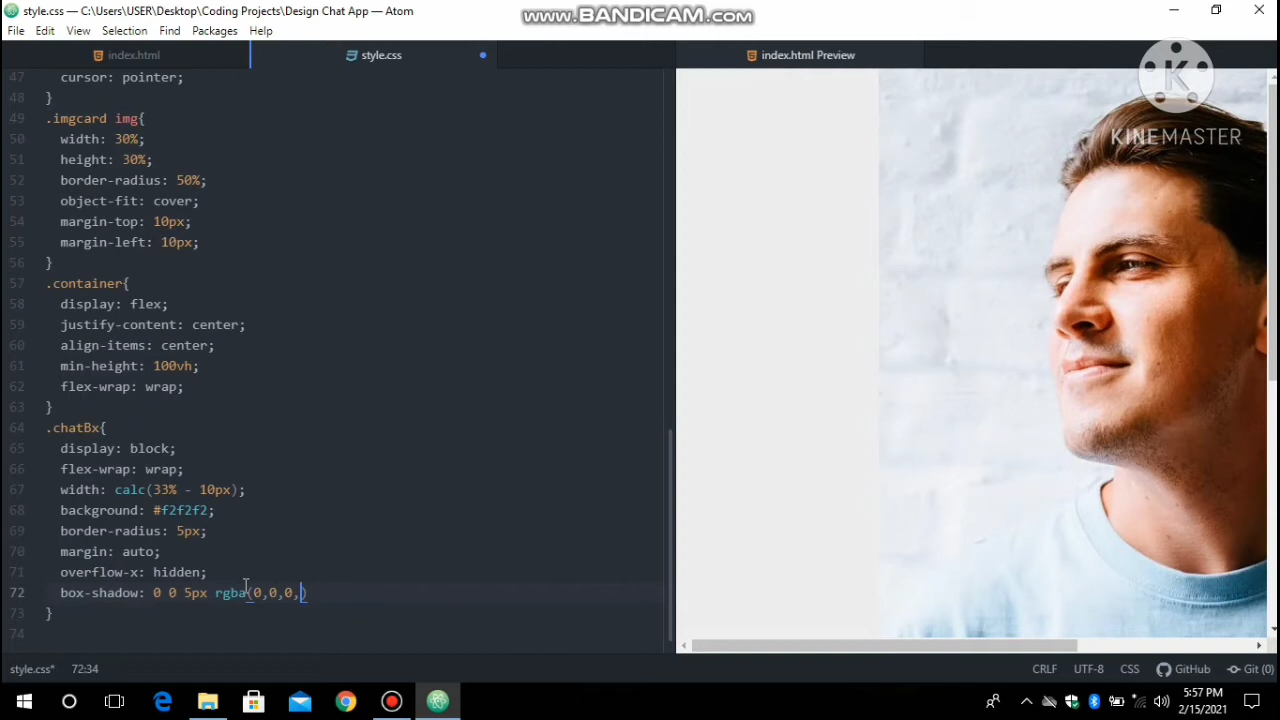 style.css — C:\Users\USER\Desktop\Coding Projects\Design Chat App — Atom
www.BANDICAM.com
File Edit View Selection Find Packages Help
index.html
style.css
index.html Preview
KINEMASTER
47 cursor: pointer;
48 }
49 .imgcard img{
50 width: 30%;
51 height: 30%;
52 border-radius: 50%;
53 object-fit: cover;
54 margin-top: 10px;
55 margin-left: 10px;
56 }
57 .container{
58 display: flex;
59 justify-content: center;
60 align-items: center;
61 min-height: 100vh;
62 flex-wrap: wrap;
63 }
64 .chatBx{
65 display: block;
66 flex-wrap: wrap;
67 width: calc(33% - 10px);
68 background: #f2f2f2;
69 border-radius: 5px;
70 margin: auto;
71 overflow-x: hidden;
72 box-shadow: 0 0 5px rgba(0,0,0,)
73 }
74
style.css* 72:34
CRLF UTF-8 CSS GitHub Git (0)
5:57 PM
2/15/2021